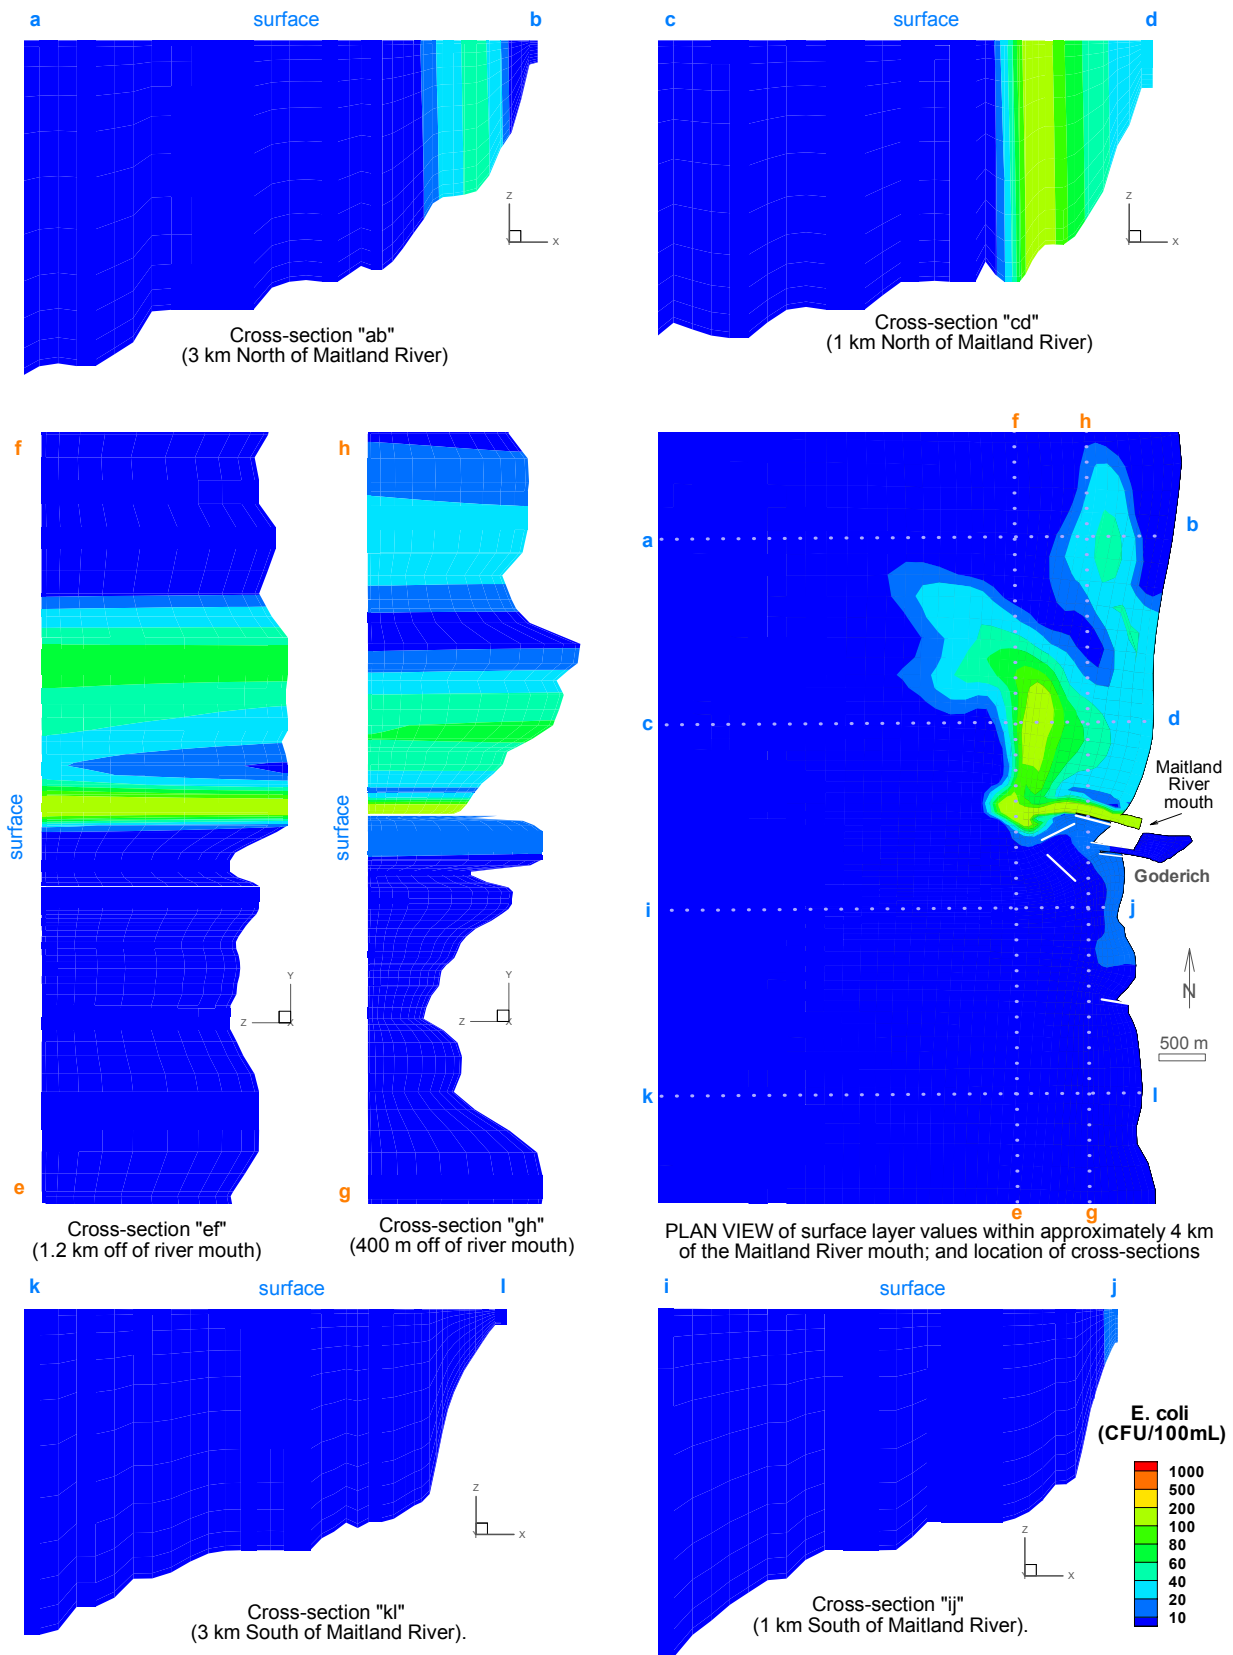 a surface b
c surface d
Z
X
Y
Z
X
Y
Cross-section "ab"
(3 km North of Maitland River)
Cross-section "cd"
(1 km North of Maitland River)
f
h
surface
surface
Y
Z
X
Y
Z
X
e
g
Cross-section "ef"
(1.2 km off of river mouth)
Cross-section "gh"
(400 m off of river mouth)
f h
a
b
c
d
Maitland
River
mouth
Goderich
i
j
N
500 m
k
l
e g
PLAN VIEW of surface layer values within approximately 4 km
of the Maitland River mouth; and location of cross-sections
k surface l
i surface j
Z
X
Y
Z
X
Y
Cross-section "kl"
(3 km South of Maitland River).
Cross-section "ij"
(1 km South of Maitland River).
E. coli
(CFU/100mL)
1000
500
200
100
80
60
40
20
10